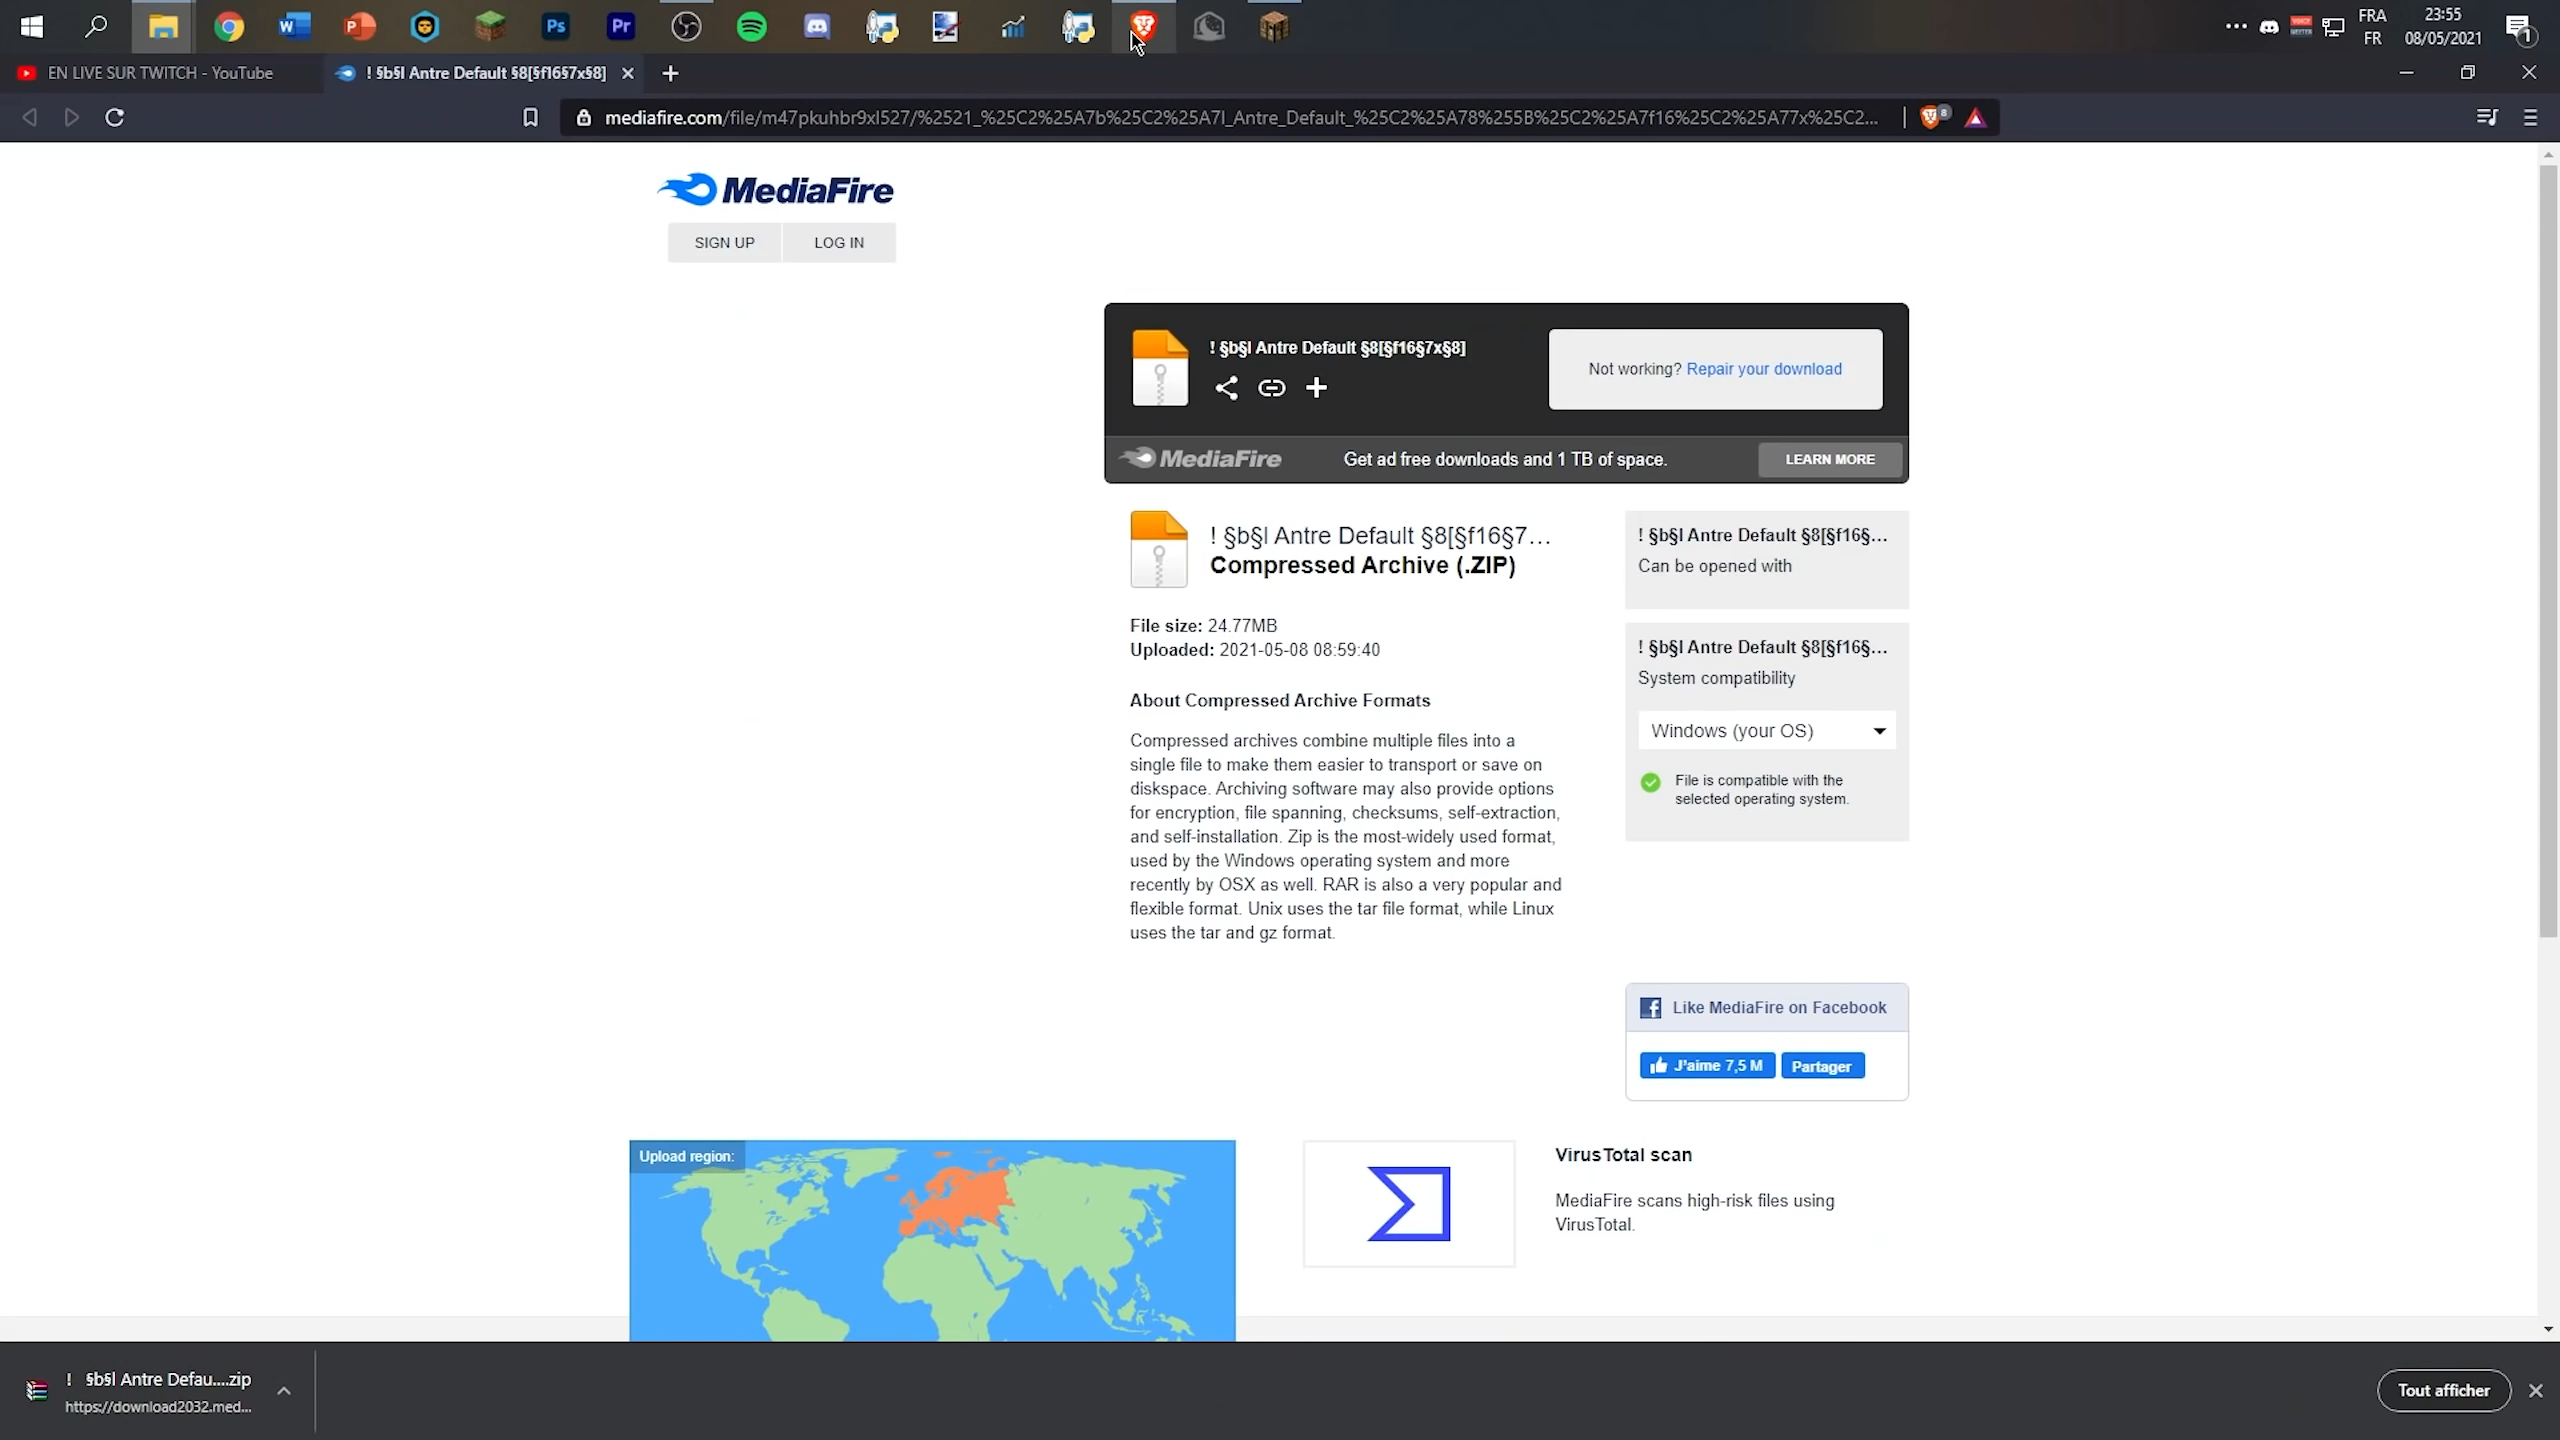 FRA
FR
23:55
08/05/2021
1
EN LIVE SUR TWITCH - YouTube
! §b§l Antre Default §8[§f16§7x§8]
mediafire.com/file/m47pkuhbr9xl527/%2521_%25C2%25A7b%25C2%25A7l_Antre_Default_%25C2%25A78%255B%25C2%25A7f16%25C2%25A77x%25C2...
8
MediaFire
SIGN UP
LOG IN
! §b§l Antre Default §8[§f16§7x§8]
Not working? Repair your download
MediaFire
Get ad free downloads and 1 TB of space.
LEARN MORE
! §b§l Antre Default §8[§f16§7...
Compressed Archive (.ZIP)
File size: 24.77MB
Uploaded: 2021-05-08 08:59:40
About Compressed Archive Formats
Compressed archives combine multiple files into a
single file to make them easier to transport or save on
diskspace. Archiving software may also provide options
for encryption, file spanning, checksums, self-extraction,
and self-installation. Zip is the most-widely used format,
used by the Windows operating system and more
recently by OSX as well. RAR is also a very popular and
flexible format. Unix uses the tar file format, while Linux
uses the tar and gz format.
! §b§l Antre Default §8[§f16§...
Can be opened with
! §b§l Antre Default §8[§f16§...
System compatibility
Windows (your OS)
File is compatible with the
selected operating system.
Like MediaFire on Facebook
J'aime 7,5 M
Partager
Upload region:
VirusTotal scan
MediaFire scans high-risk files using
VirusTotal.
! §b§l Antre Defau....zip
https://download2032.med...
Tout afficher
Ps
Pr